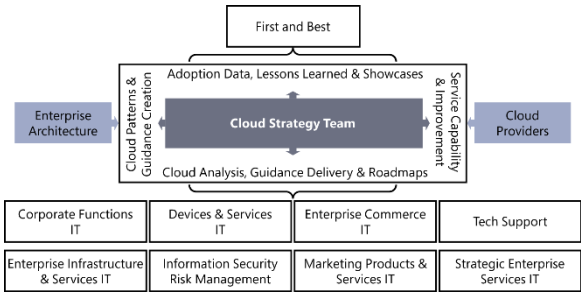 First and Best
Adoption Data, Lessons Learned & Showcases
Cloud Patterns &
Guidance Creation
Service Capability
& Improvement
Enterprise
Architecture
Cloud Strategy Team
Cloud
Providers
Cloud Analysis, Guidance Delivery & Roadmaps
Corporate Functions
IT
Devices & Services
IT
Enterprise Commerce
IT
Tech Support
Enterprise Infrastructure
& Services IT
Information Security
Risk Management
Marketing Products &
Services IT
Strategic Enterprise
Services IT